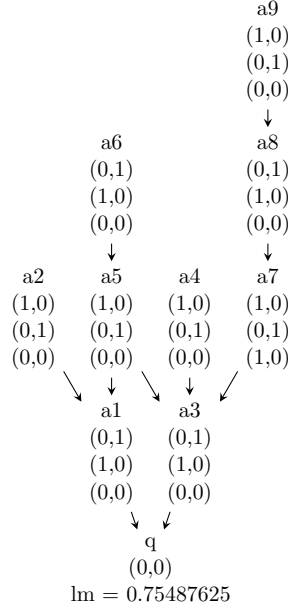 a9
(1,0)
(0,1)
(0,0)
a6
(0,1)
(1,0)
(0,0)
a8
(0,1)
(1,0)
(0,0)
a2
(1,0)
(0,1)
(0,0)
a5
(1,0)
(0,1)
(0,0)
a4
(1,0)
(0,1)
(0,0)
a7
(1,0)
(0,1)
(1,0)
a1
(0,1)
(1,0)
(0,0)
a3
(0,1)
(1,0)
(0,0)
q
(0,0)
lm = 0.75487625